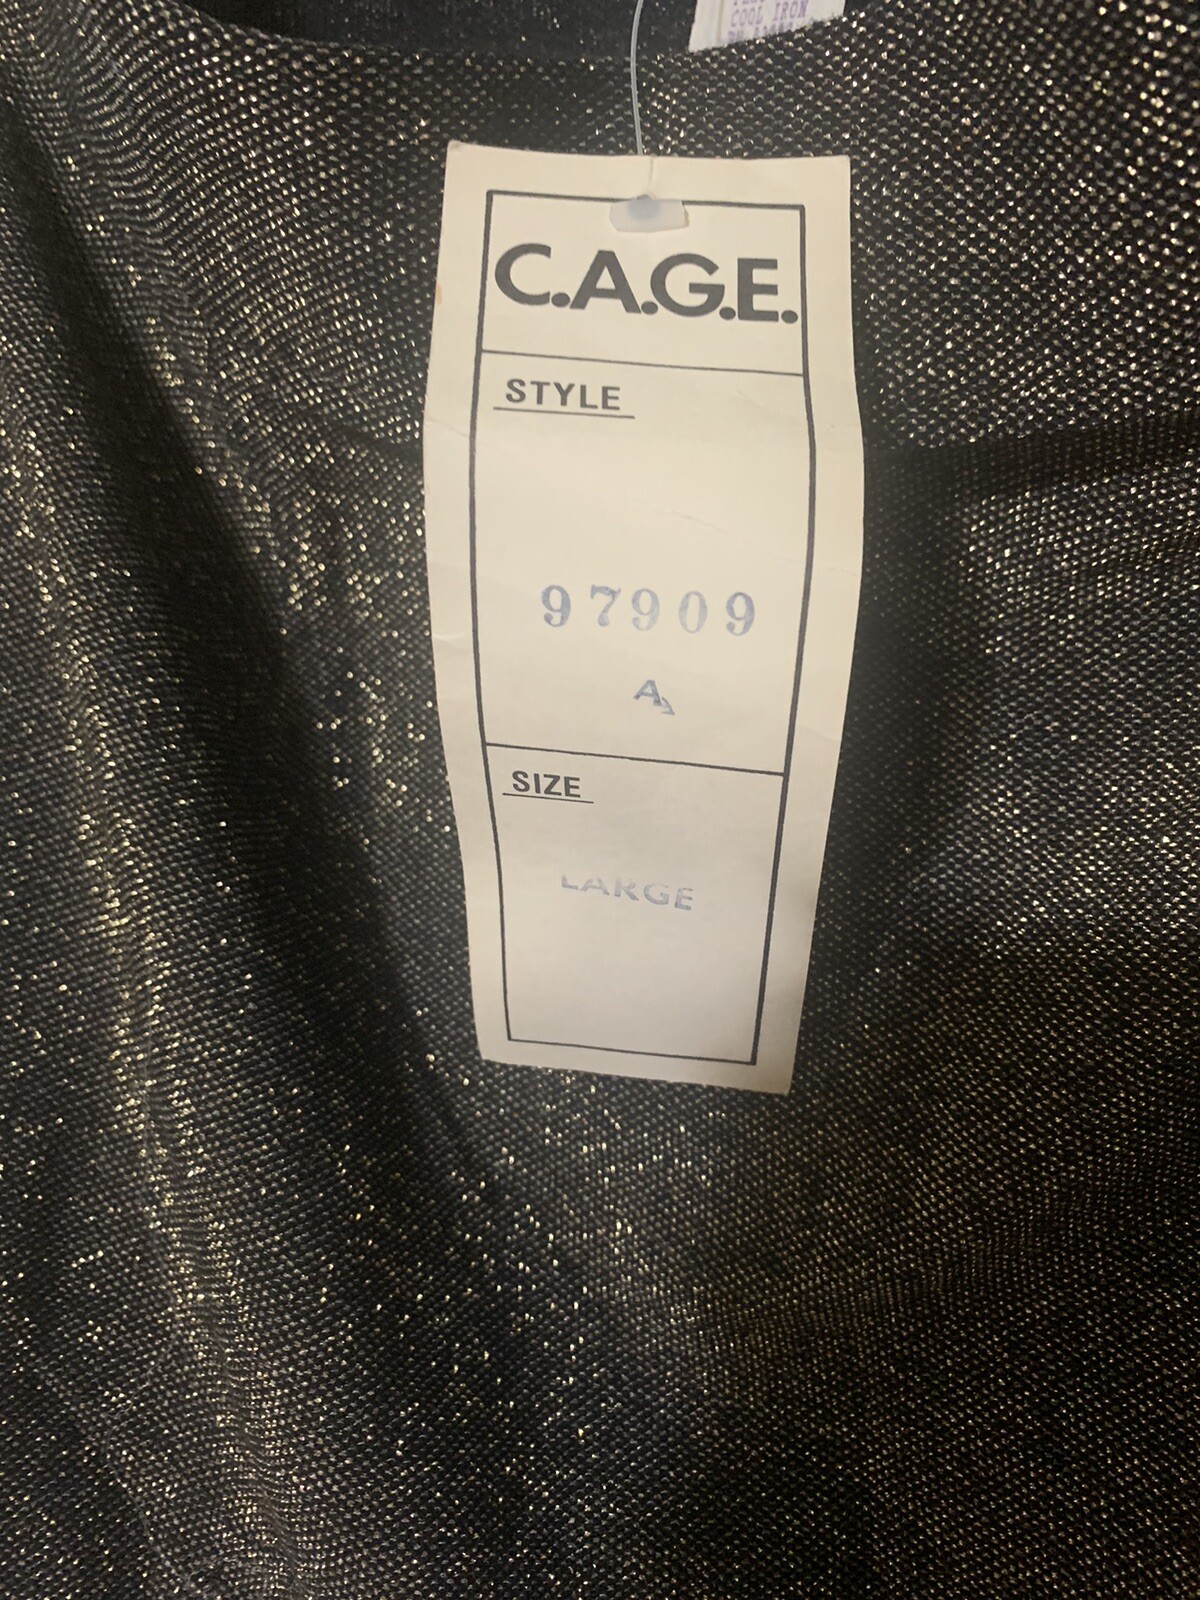 COOL IRON
C.A.G.E.
STYLE
97909
A
SIZE
LARGE